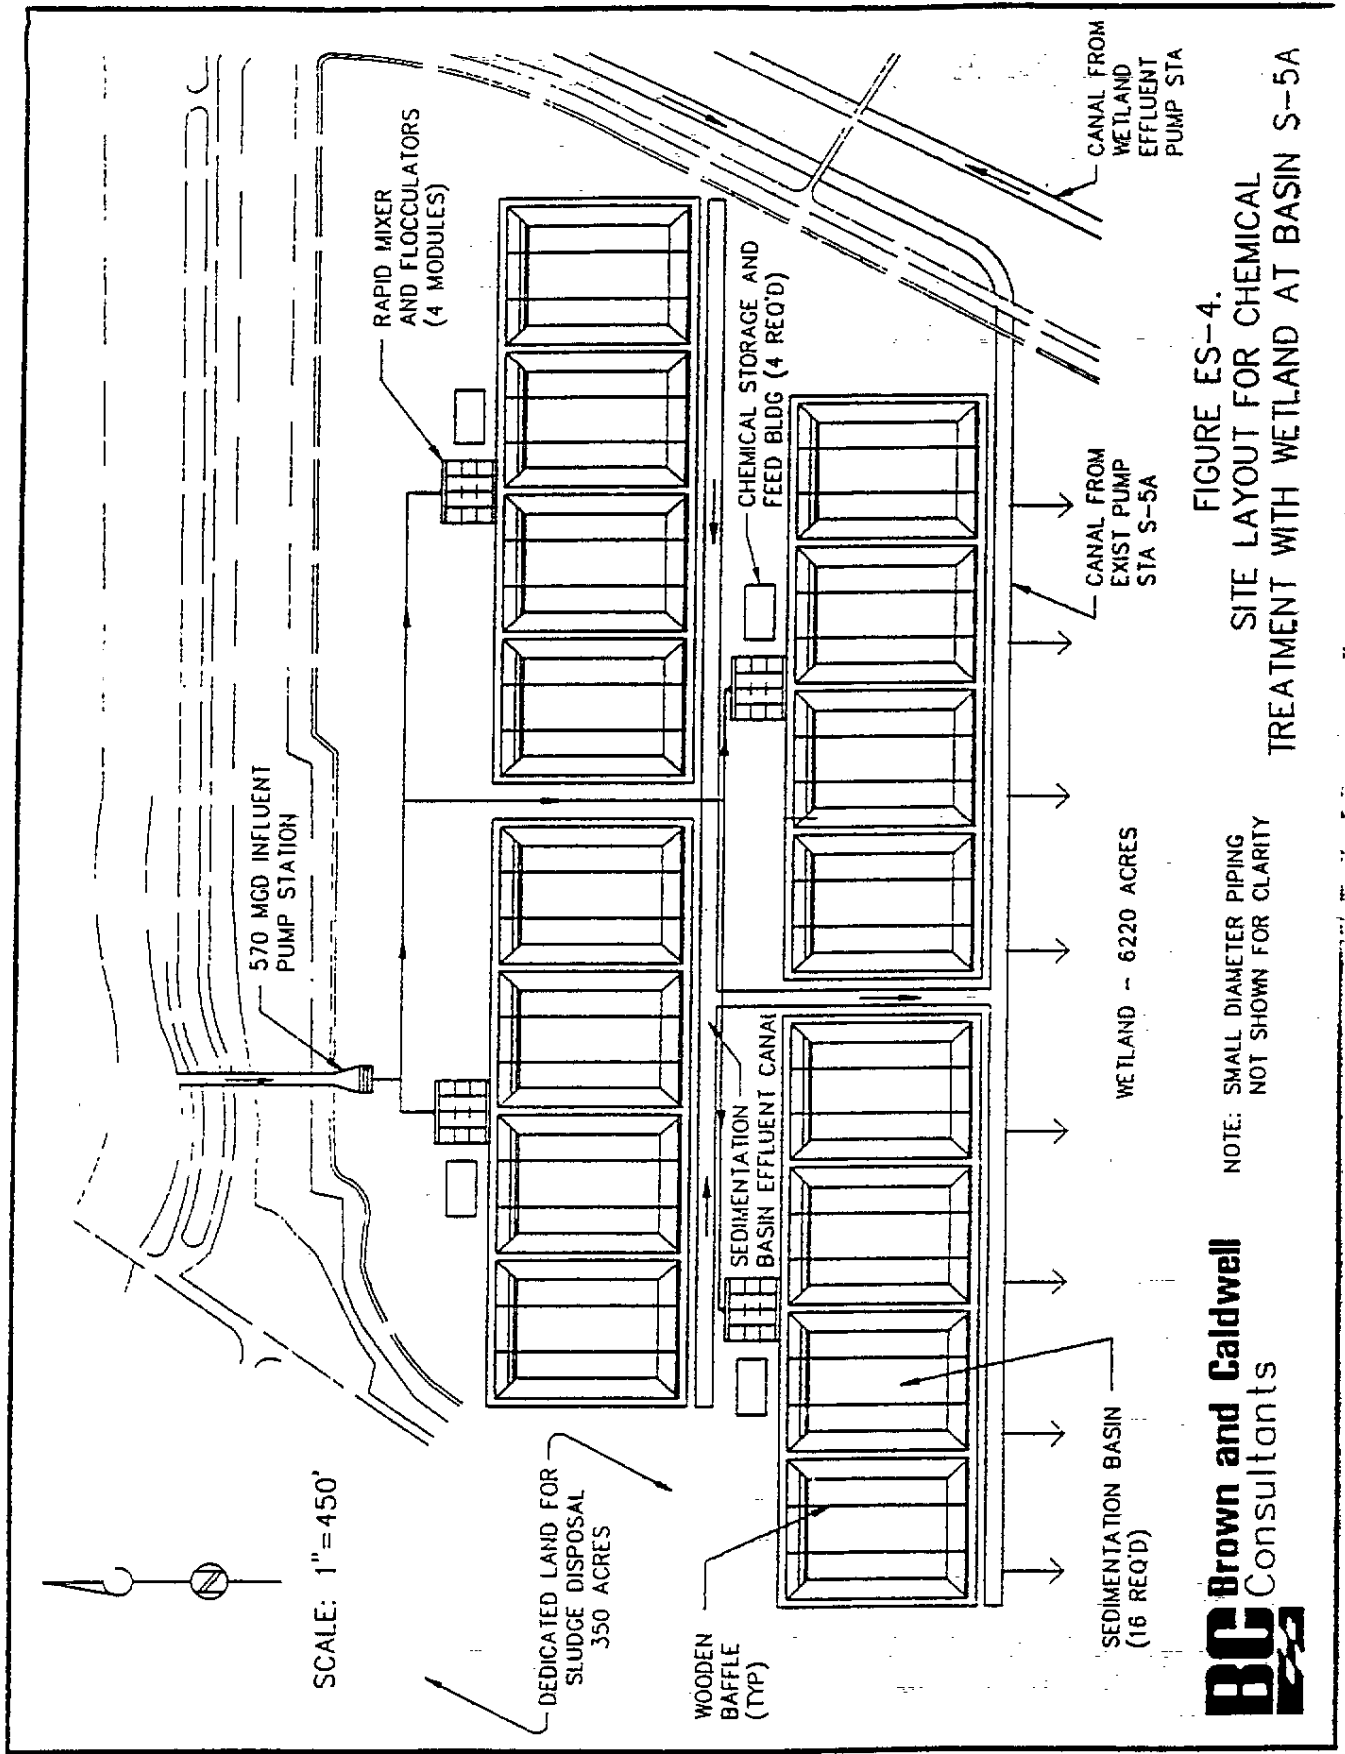 SCALE: 1"=450'
570 MGD INFLUENT
PUMP STATION
RAPID MIXER
AND FLOCCULATORS
(4 MODULES)
DEDICATED LAND FOR
SLUDGE DISPOSAL
350 ACRES
WOODEN
BAFFLE
(TYP)
SEDIMENTATION
BASIN EFFLUENT CANAL
CHEMICAL STORAGE AND
FEED BLDG (4 REQ'D)
SEDIMENTATION BASIN
(16 REQ'D)
WETLAND - 6220 ACRES
CANAL FROM
EXIST PUMP
STA S-5A
CANAL FROM
WETLAND
EFFLUENT
PUMP STA
BC Brown and Caldwell
Consultants
NOTE: SMALL DIAMETER PIPING
NOT SHOWN FOR CLARITY
FIGURE ES-4.
SITE LAYOUT FOR CHEMICAL
TREATMENT WITH WETLAND AT BASIN S-5A